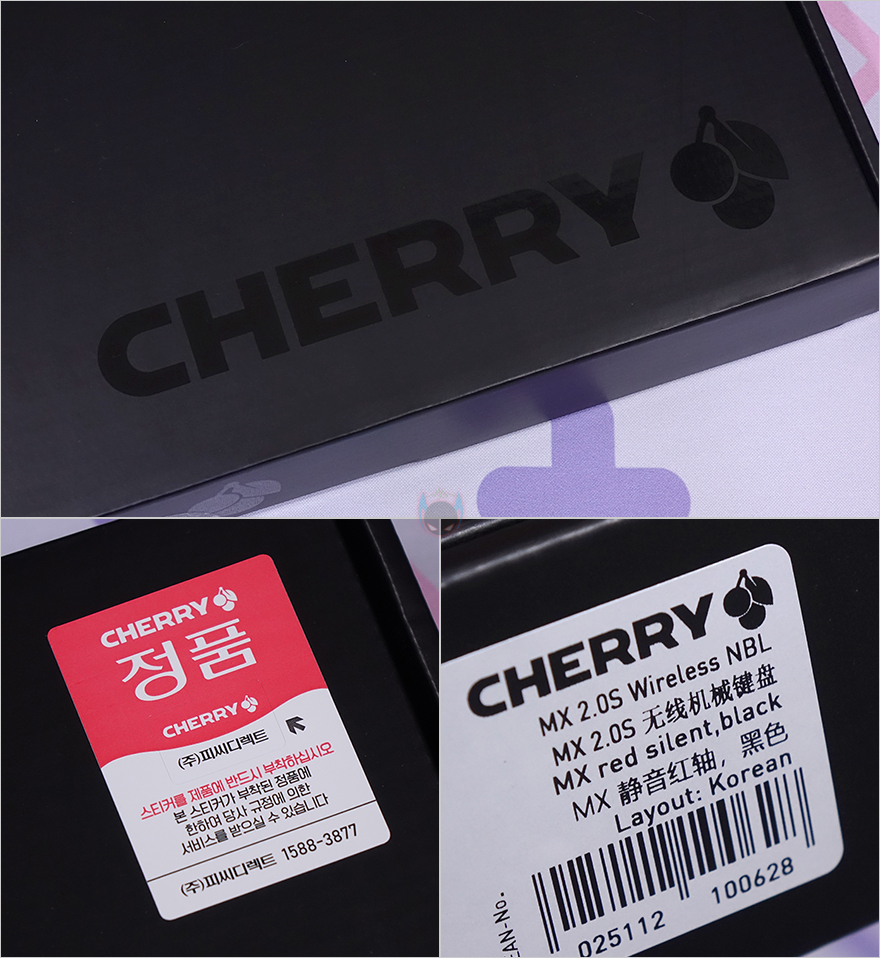 CHERRY
CHERRY
정품
CHERRY
(주)피씨디렉트
스티커를 제품에 반드시 부착하십시오
본 스티커가 부착된 정품에
한하여 당사 규정에 의한
서비스를 받으실 수 있습니다
(주)피씨디렉트 1588-3877
CHERRY
MX 2.0S Wireless NBL
MX 2.0S 无线机械键盘
MX red silent,black
MX 静音红轴，黑色
Layout: Korean
EAN-No.
025112 100628